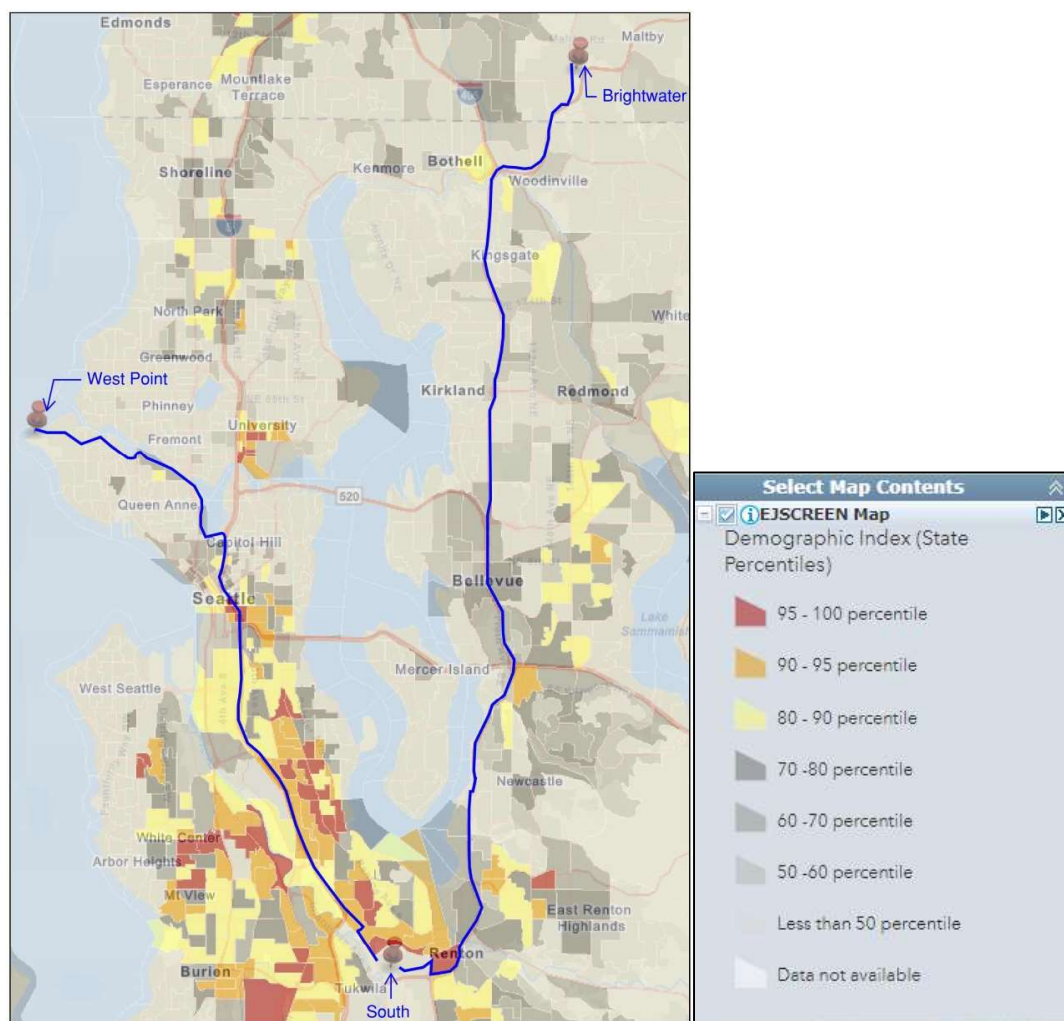 Edmonds
Maltby
Brightwater
Esperance
Mountlake
Terrace
Bothell
Kenmore
Shoreline
Woodinville
Kingsgate
North Park
White
Greenwood
West Point
Kirkland
Redmond
Phinney
University
Fremont
Queen Anne
520
Capitol Hill
Bellevue
Seattle
Lake
Sammamish
Mercer Island
West Seattle
4th Ave S
Newcastle
White Center
Arbor Heights
Mt View
East Renton
Highlands
Renton
Burien
Tukwila
South
Select Map Contents
EJSCREEN Map
Demographic Index (State
Percentiles)
95 - 100 percentile
90 - 95 percentile
80 - 90 percentile
70 -80 percentile
60 -70 percentile
50 -60 percentile
Less than 50 percentile
Data not available